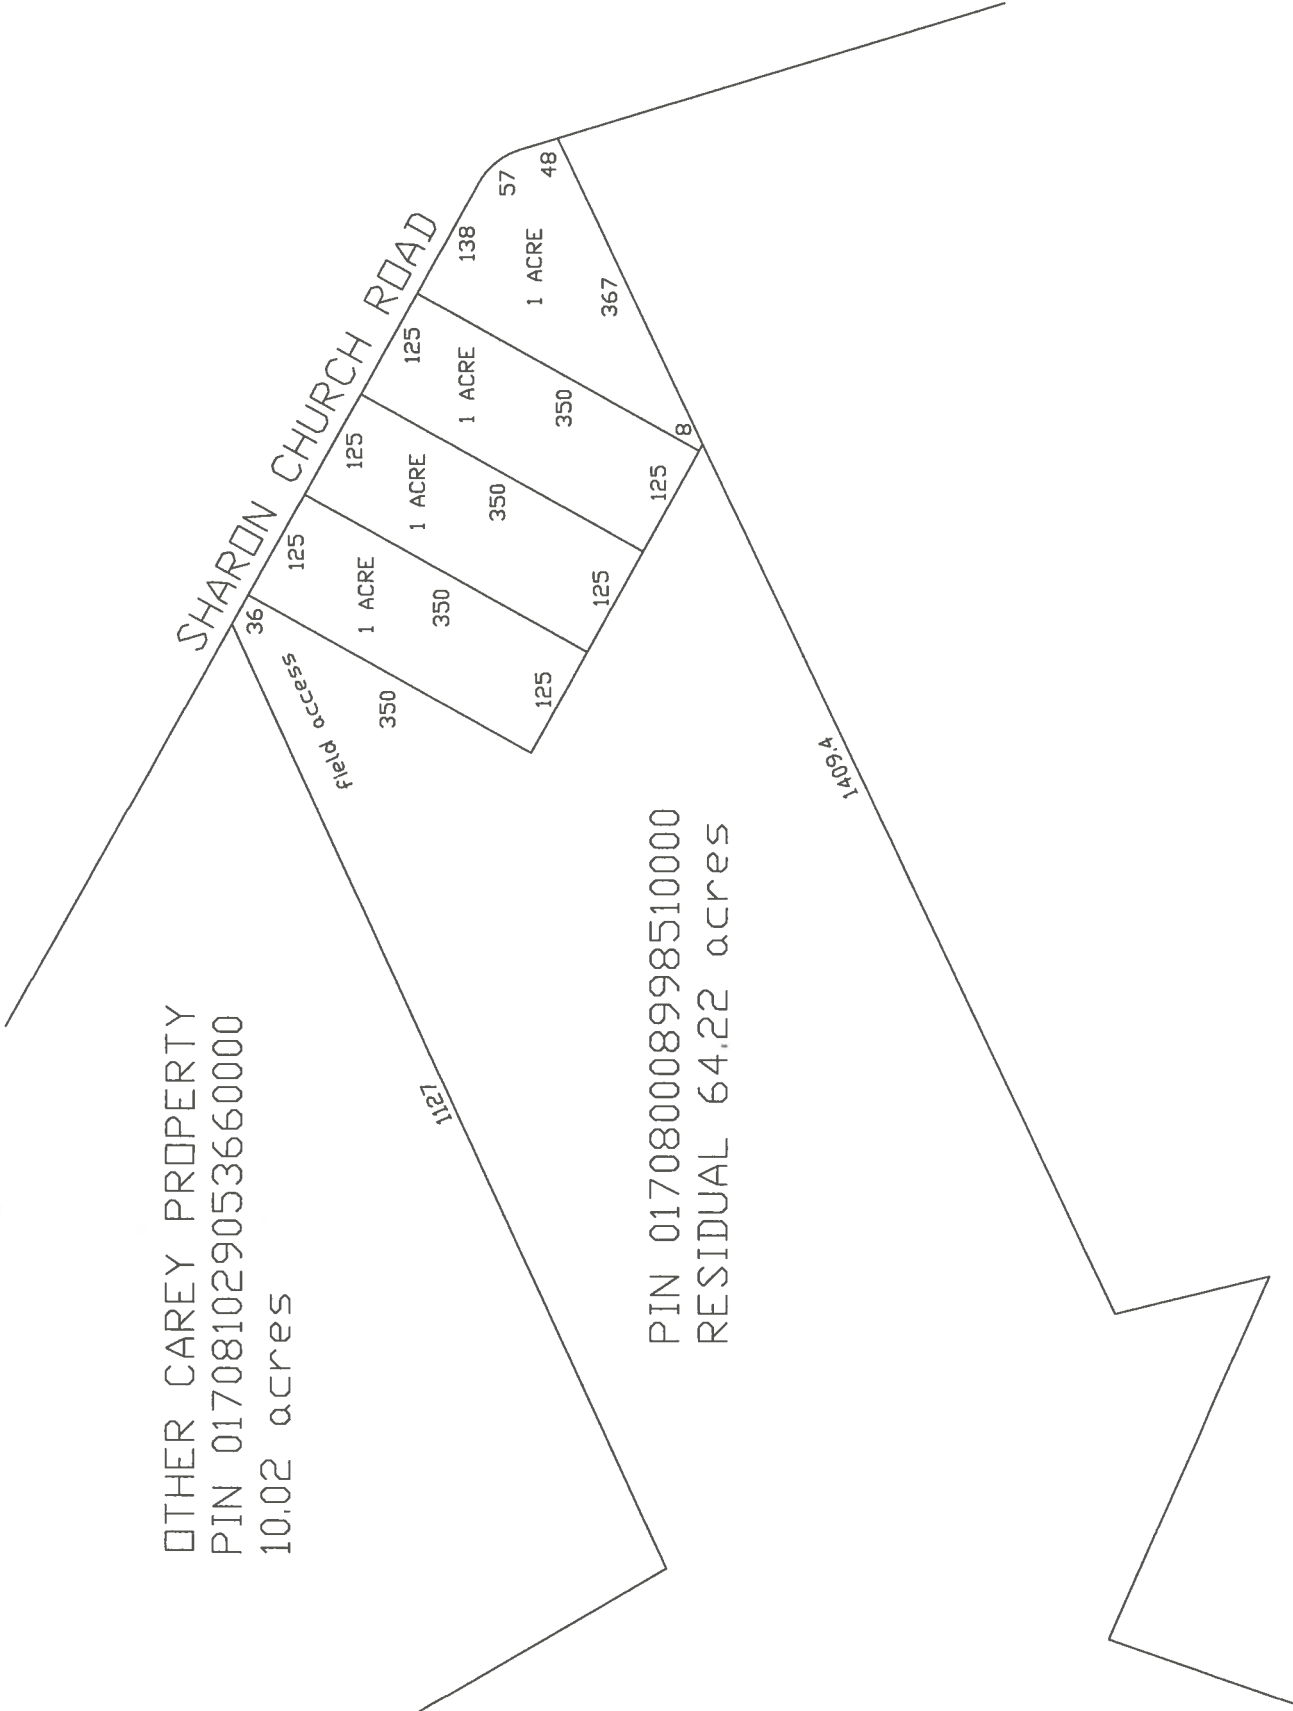 SHARON CHURCH ROAD
36
125
125
125
138
57
48
1 ACRE
1 ACRE
1 ACRE
1 ACRE
field access
350
350
350
350
367
8
125
125
125
1127
1409.4
OTHER CAREY PROPERTY
PIN 017081029053660000
10.02 acres
PIN 017080008998510000
RESIDUAL 64.22 acres